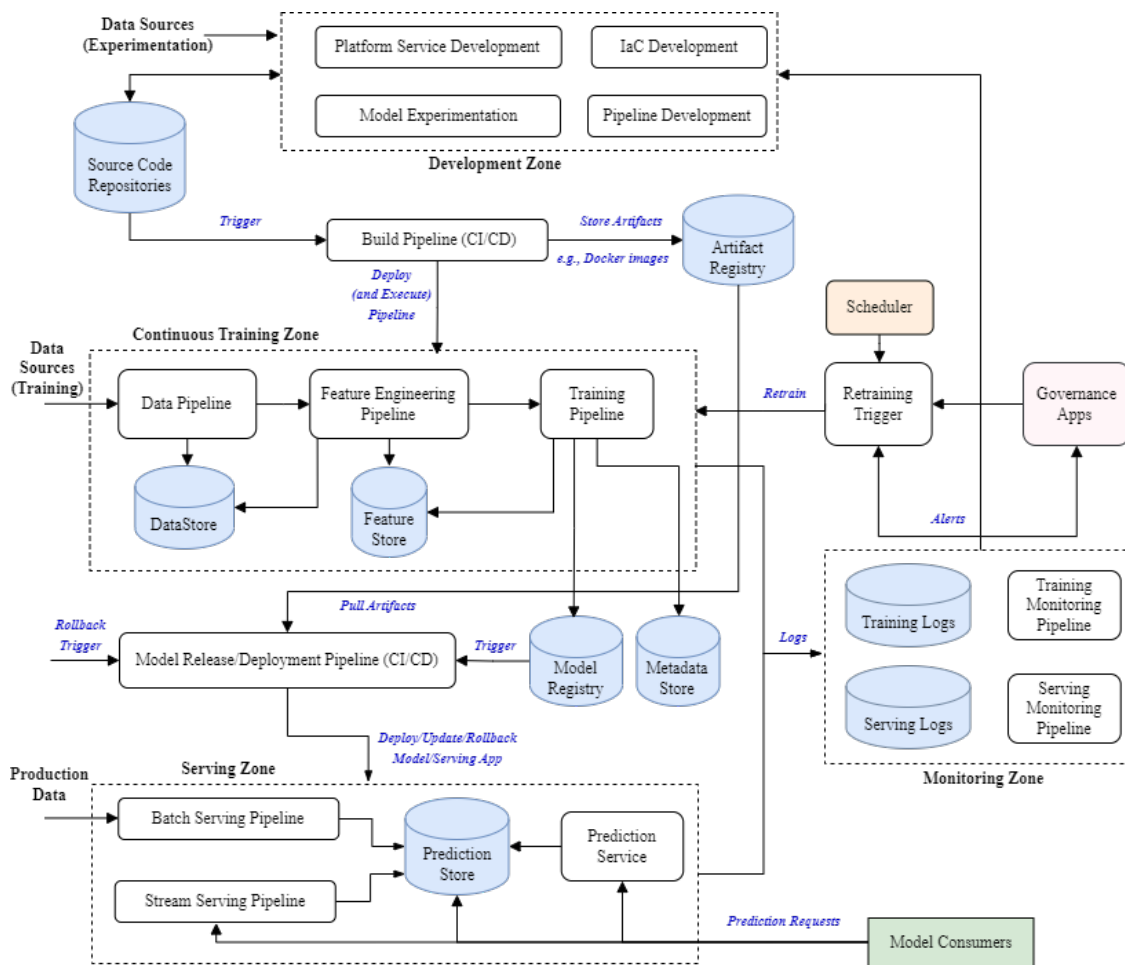 Data Sources
(Experimentation)
Platform Service Development
IaC Development
Model Experimentation
Pipeline Development
Development Zone
Source Code
Repositories
Trigger
Build Pipeline (CI/CD)
Store Artifacts
e.g., Docker images
Artifact
Registry
Deploy
(and Execute)
Pipeline
Continuous Training Zone
Data
Sources
(Training)
Data Pipeline
Feature Engineering
Pipeline
Training
Pipeline
DataStore
Feature
Store
Retrain
Scheduler
Retraining
Trigger
Governance
Apps
Alerts
Pull Artifacts
Rollback
Trigger
Model Release/Deployment Pipeline (CI/CD)
Trigger
Model
Registry
Metadata
Store
Logs
Training Logs
Training
Monitoring
Pipeline
Serving Logs
Serving
Monitoring
Pipeline
Monitoring Zone
Deploy/Update/Rollback
Model/Serving App
Serving Zone
Production
Data
Batch Serving Pipeline
Stream Serving Pipeline
Prediction
Store
Prediction
Service
Prediction Requests
Model Consumers